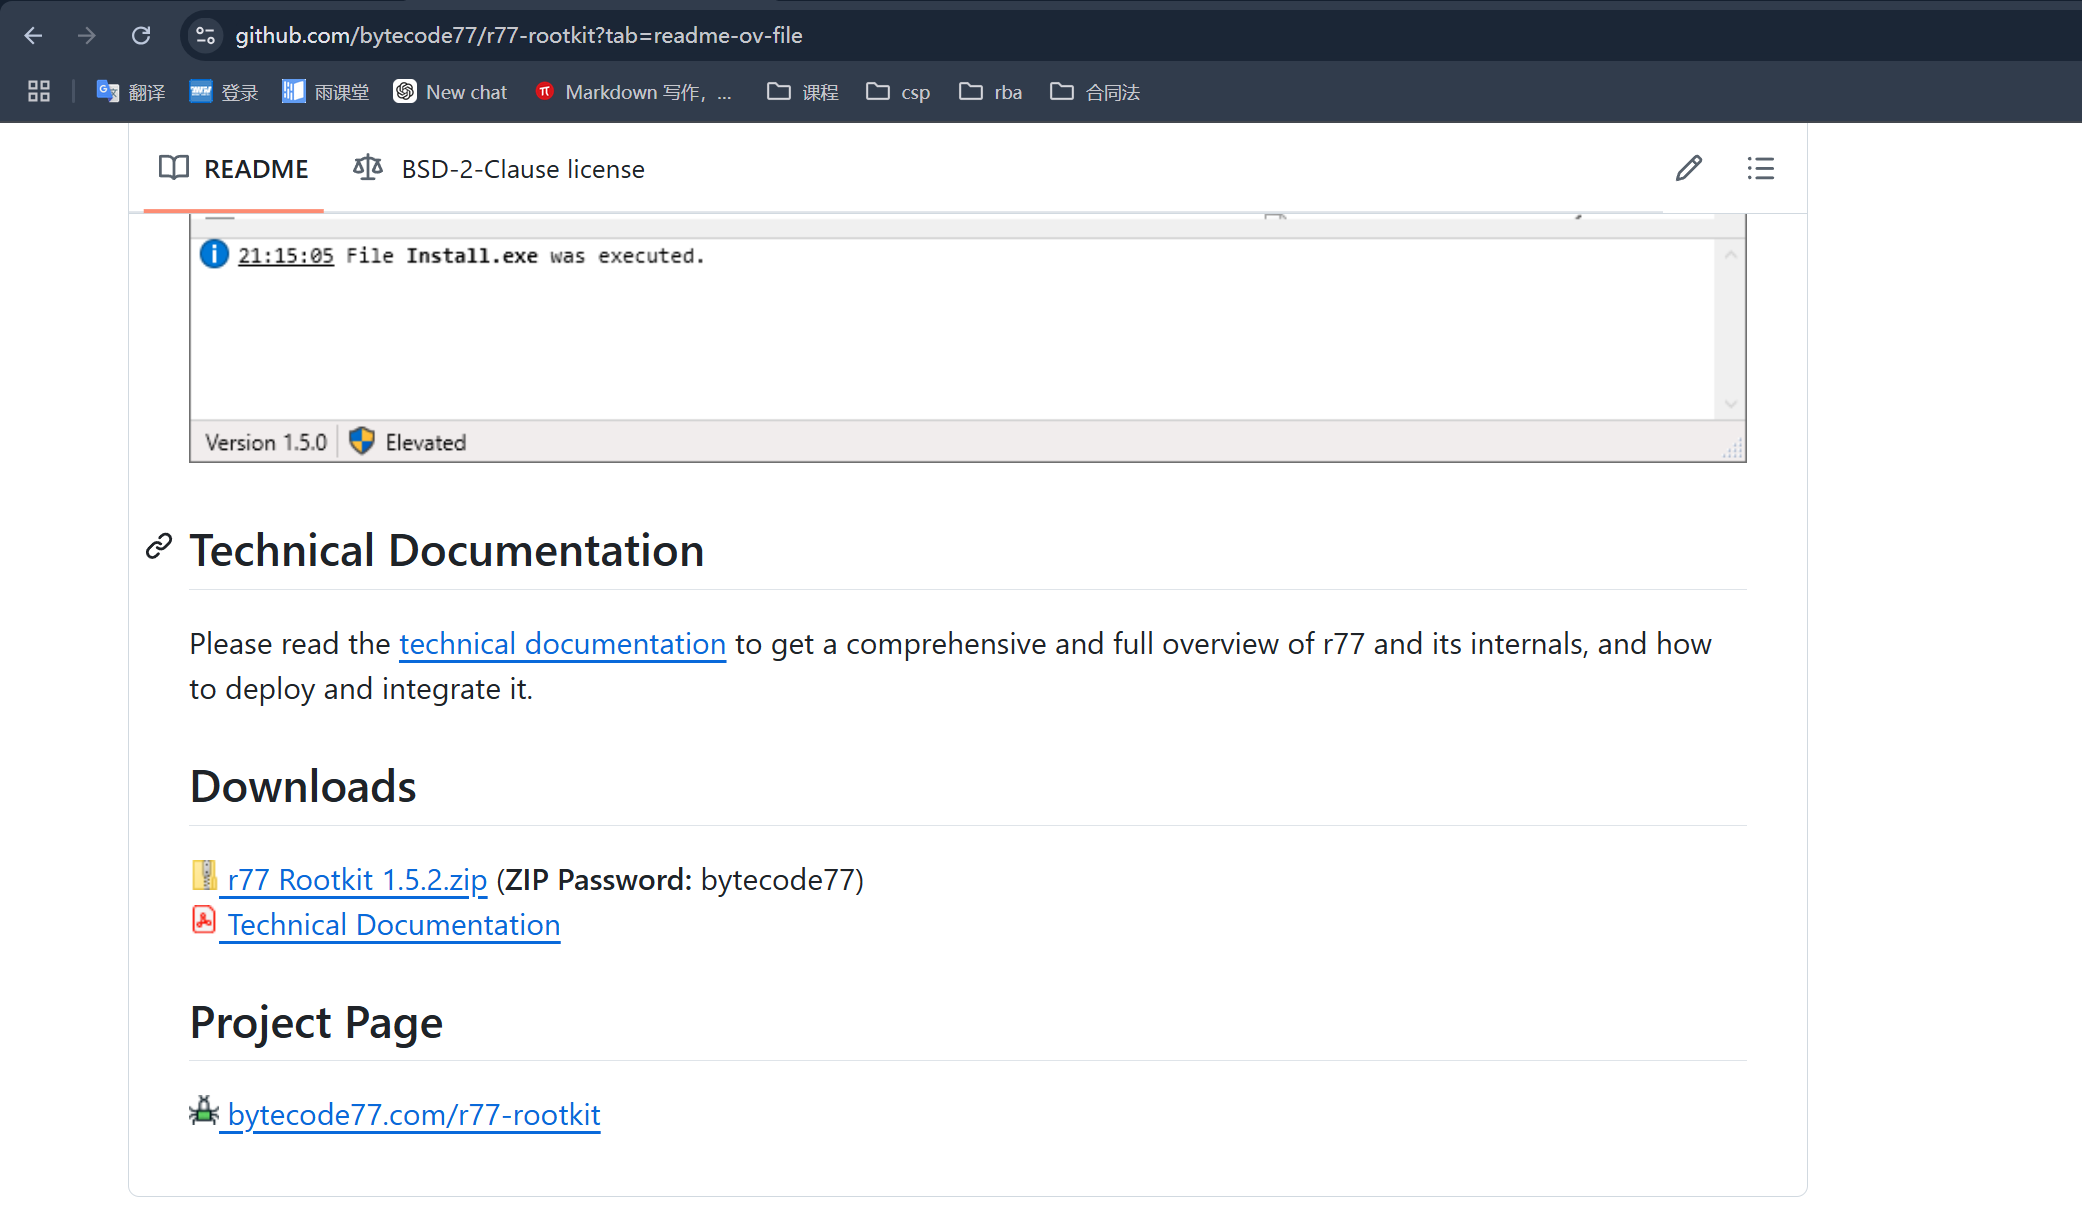 github.com/bytecode77/r77-rootkit?tab=readme-ov-file
翻译 登录 雨课堂 New chat Markdown 写作，... 课程 csp rba 合同法
README BSD-2-Clause license
21:15:05 File Install.exe was executed.
Version 1.5.0 Elevated
Technical Documentation
Please read the technical documentation to get a comprehensive and full overview of r77 and its internals, and how
to deploy and integrate it.
Downloads
r77 Rootkit 1.5.2.zip (ZIP Password: bytecode77)
Technical Documentation
Project Page
bytecode77.com/r77-rootkit